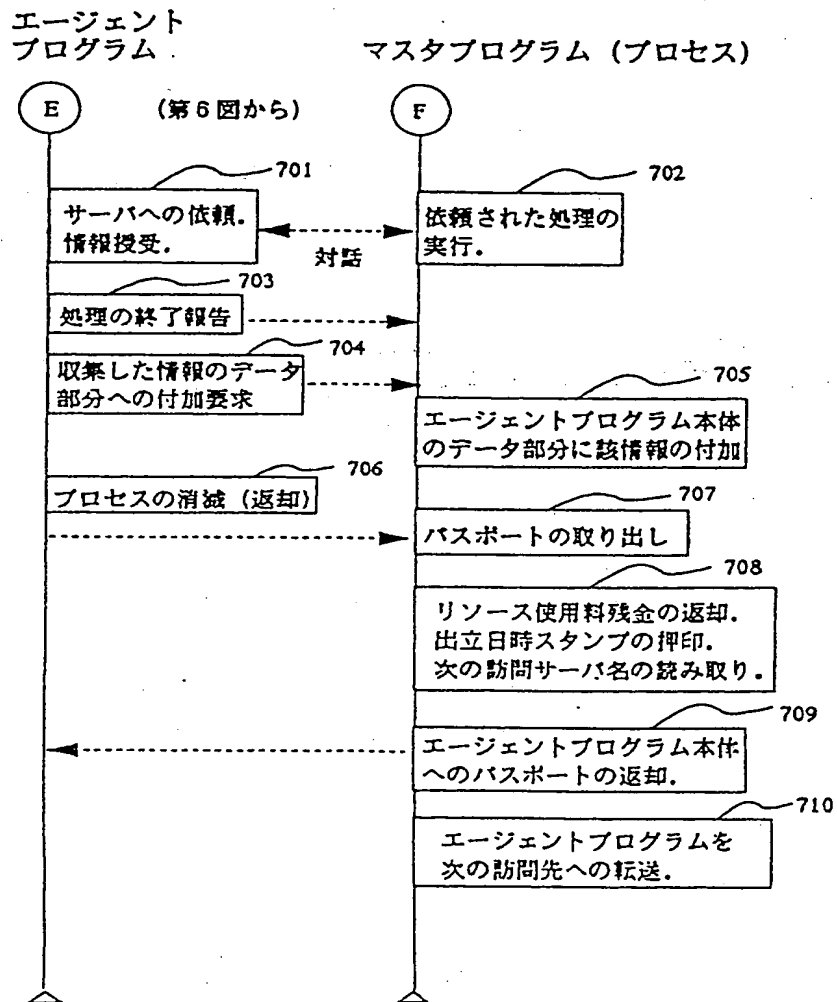 エージェント
プログラム
マスタプログラム (プロセス)
E
(第6図から)
F
701
702
サーバへの依頼.
情報授受.
対話
依頼された処理の
実行.
703
処理の終了報告
704
収集した情報のデータ
部分への付加要求
705
エージェントプログラム本体
のデータ部分に該情報の付加
706
プロセスの消滅 (返却)
707
パスポートの取り出し
708
リソース使用料残金の返却.
出立日時スタンプの押印.
次の訪問サーバ名の読み取り.
709
エージェントプログラム本体
へのパスポートの返却.
710
エージェントプログラムを
次の訪問先への転送.